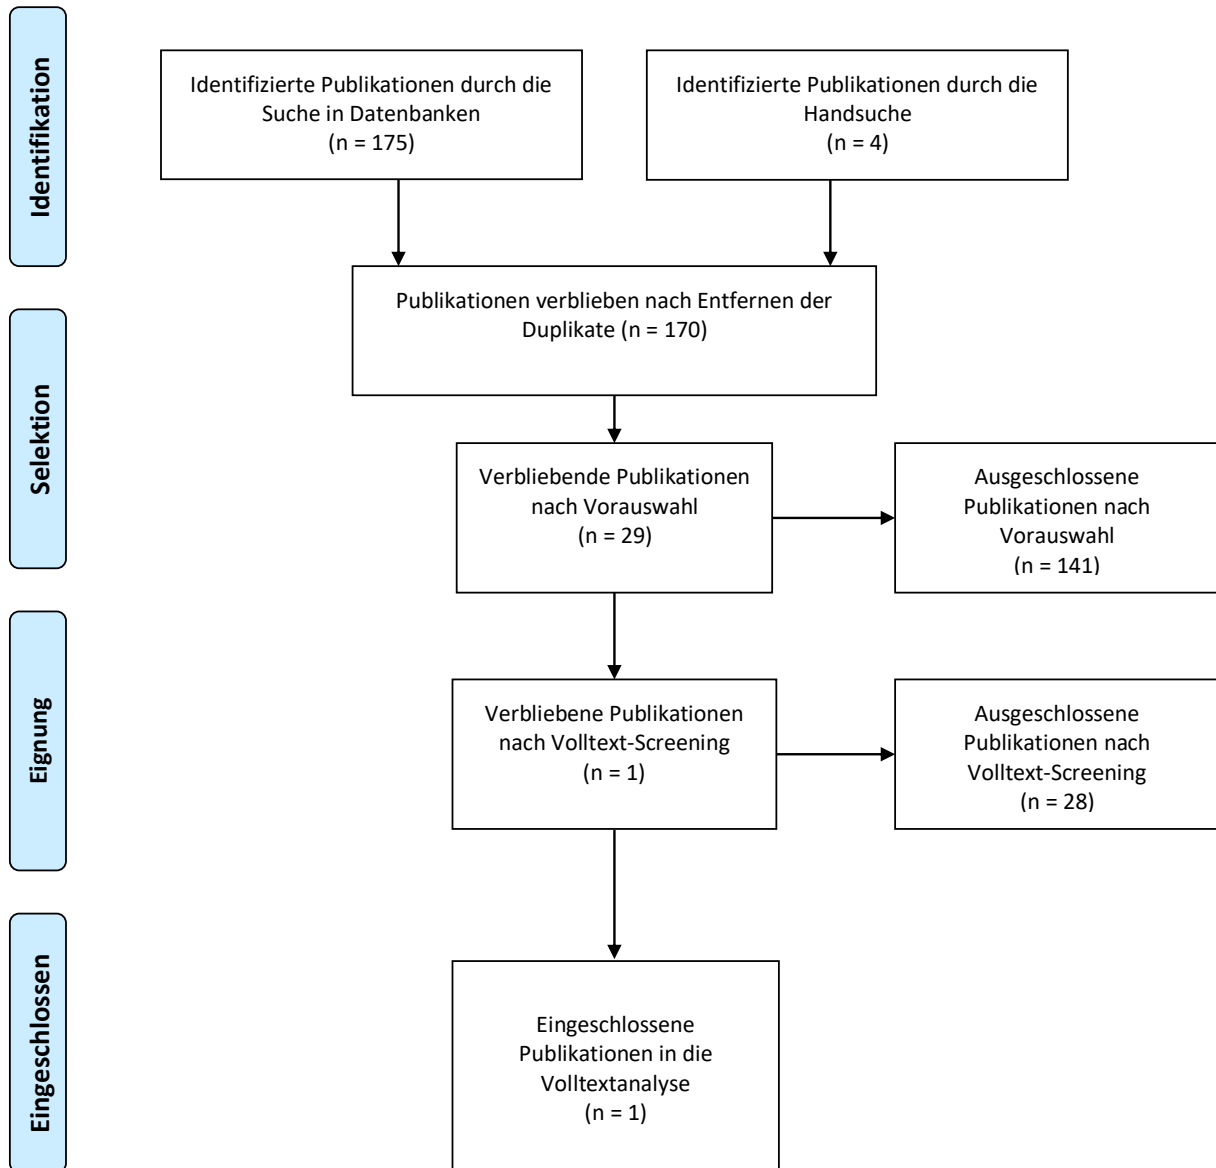 Identifikation
Identifizierte Publikationen durch die
Suche in Datenbanken
(n = 175)
Identifizierte Publikationen durch die
Handsuche
(n = 4)
Publikationen verblieben nach Entfernen der
Duplikate (n = 170)
Selektion
Verbliebende Publikationen
nach Vorauswahl
(n = 29)
Ausgeschlossene
Publikationen nach
Vorauswahl
(n = 141)
Eignung
Verbliebene Publikationen
nach Volltext-Screening
(n = 1)
Ausgeschlossene
Publikationen nach
Volltext-Screening
(n = 28)
Eingeschlossen
Eingeschlossene
Publikationen in die
Volltextanalyse
(n = 1)